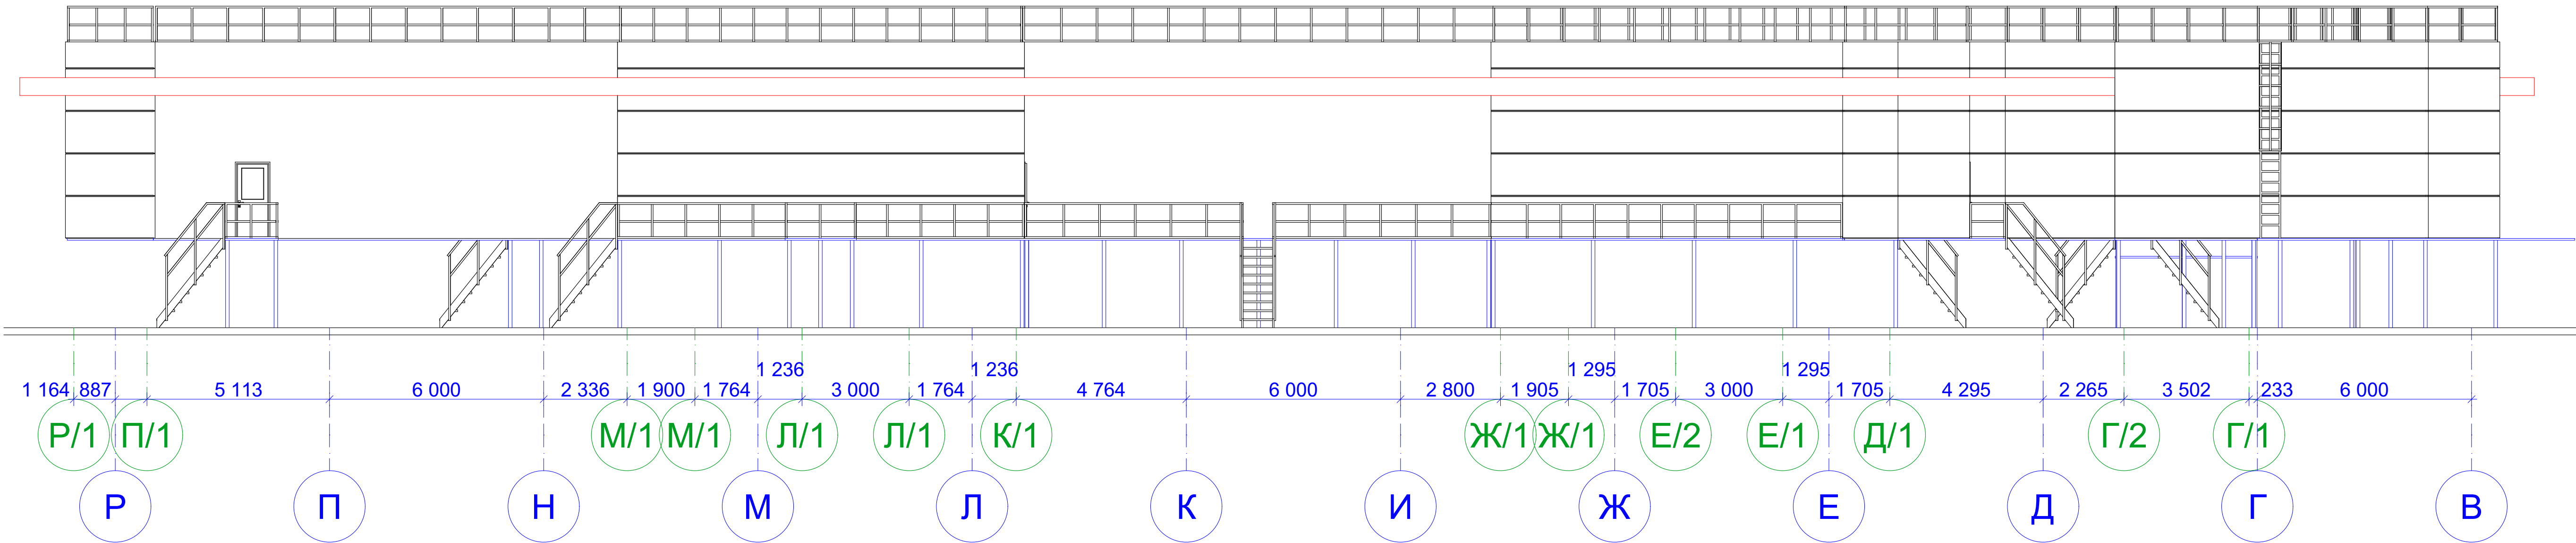 1 236 1 236 1 295 1 295
1 164 887 5 113 6 000 2 336 1 900 1 764 3 000 1 764 4 764 6 000 2 800 1 905 1 705 3 000 1 705 4 295 2 265 3 502 233 6 000
Р/1 П/1 М/1 М/1 Л/1 Л/1 К/1 Ж/1 Ж/1 Е/2 Е/1 Д/1 Г/2 Г/1
Р П Н М Л К И Ж Е Д Г В